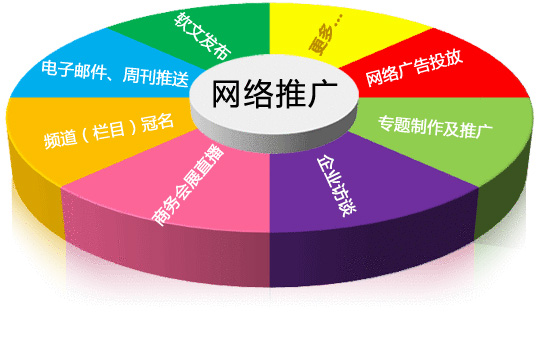 软文发布
更多...
电子邮件、周刊推送
网络广告投放
网络推广
频道（栏目）冠名
专题制作及推广
商务会展直播
企业访谈